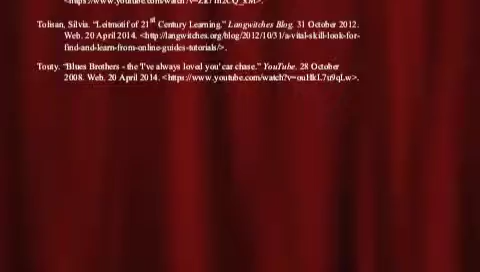 Tolisan, Silvia. "Leitmotif of 21st Century Learning." Langwitches Blog. 31 October 2012.
Web. 20 April 2014. <http://langwitches.org/blog/2012/10/31/a-vital-skill-look-for-
find-and-learn-from-online-guides-tutorials/>.
Touty. "Blues Brothers - the 'I've always loved you' car chase." YouTube. 28 October
2008. Web. 20 April 2014. <https://www.youtube.com/watch?v=